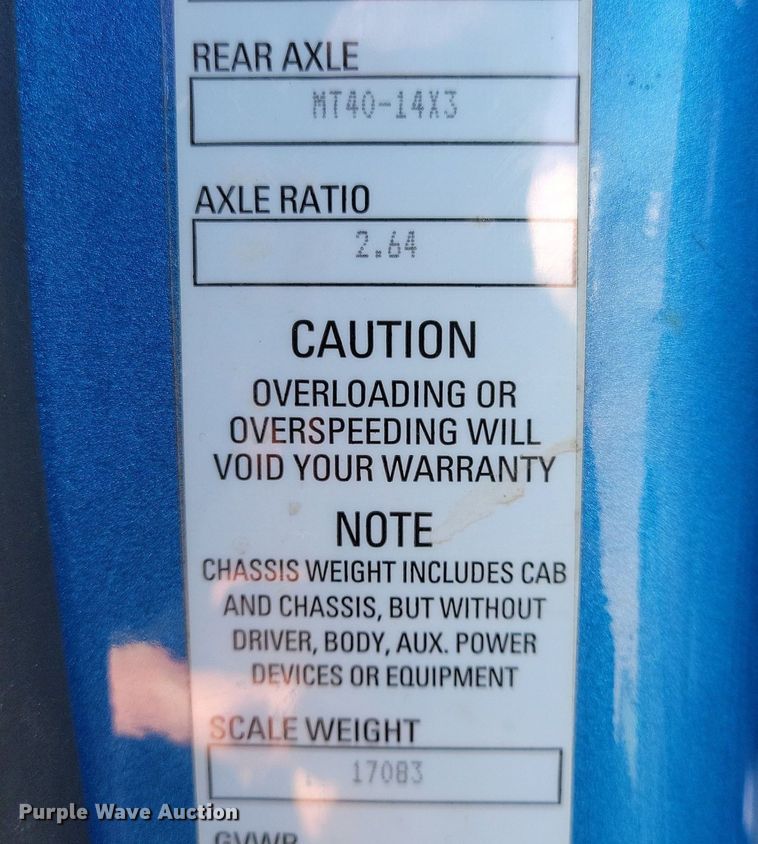 REAR AXLE
MT40-14X3
AXLE RATIO
2.64
CAUTION
OVERLOADING OR
OVERSPEEDING WILL
VOID YOUR WARRANTY
NOTE
CHASSIS WEIGHT INCLUDES CAB
AND CHASSIS, BUT WITHOUT
DRIVER, BODY, AUX. POWER
DEVICES OR EQUIPMENT
SCALE WEIGHT
17083
GVWR
Purple Wave Auction